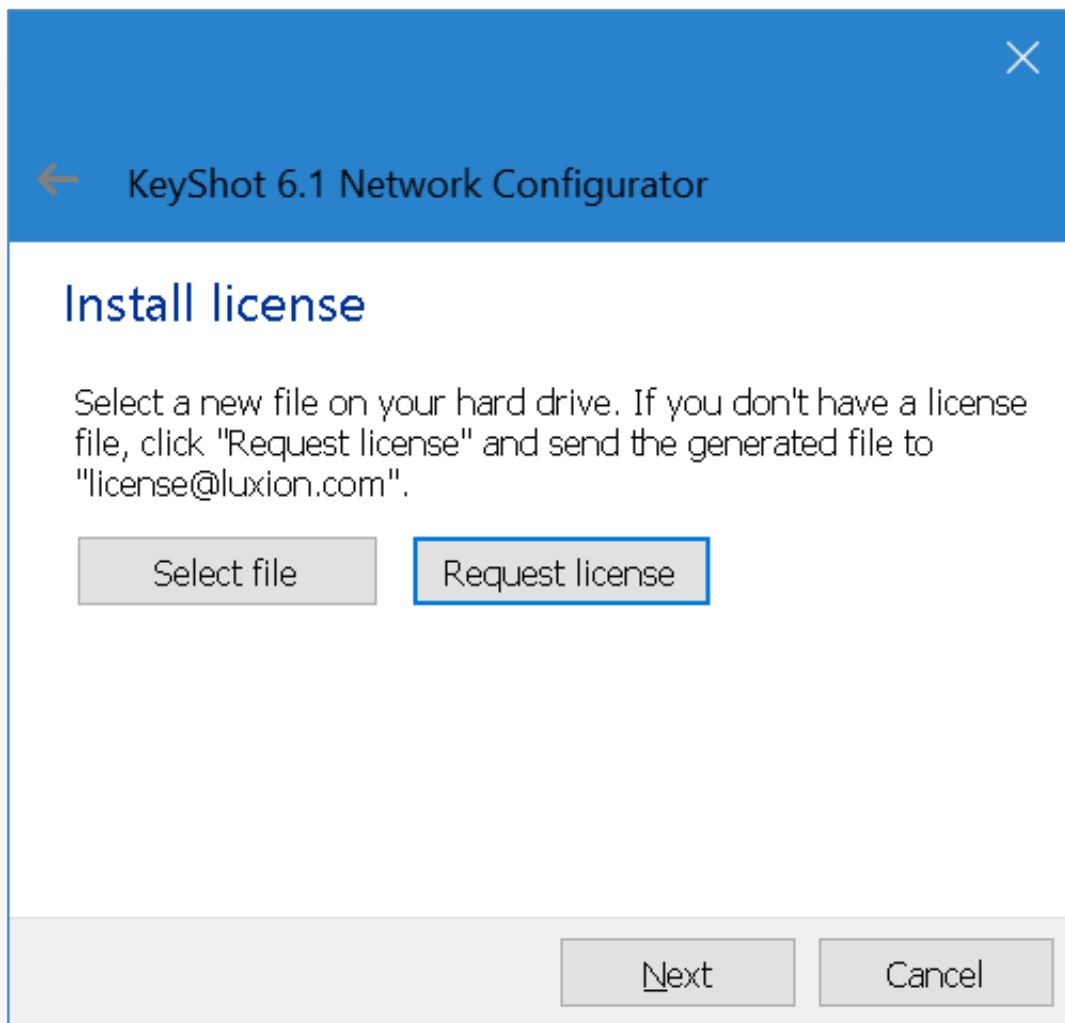 KeyShot 6.1 Network Configurator
Install license
Select a new file on your hard drive. If you don't have a license
file, click "Request license" and send the generated file to
"license@luxion.com".
Select file
Request license
Next
Cancel